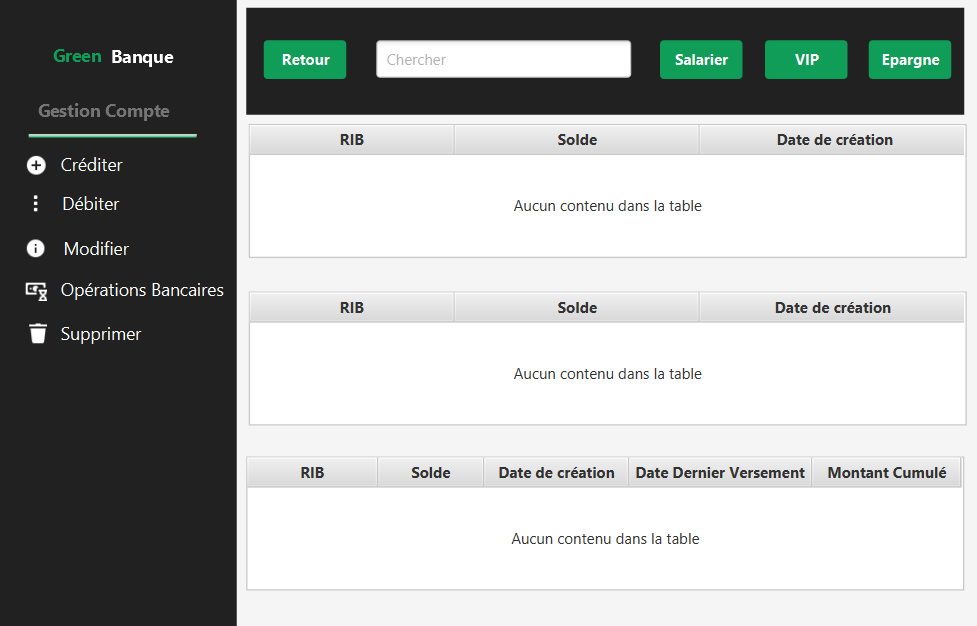 Green Banque
Gestion Compte
Créditer
Débiter
Modifier
Opérations Bancaires
Supprimer
Retour Chercher Salarier VIP Epargne
RIB Solde Date de création
Aucun contenu dans la table
RIB Solde Date de création
Aucun contenu dans la table
RIB Solde Date de création Date Dernier Versement Montant Cumulé
Aucun contenu dans la table